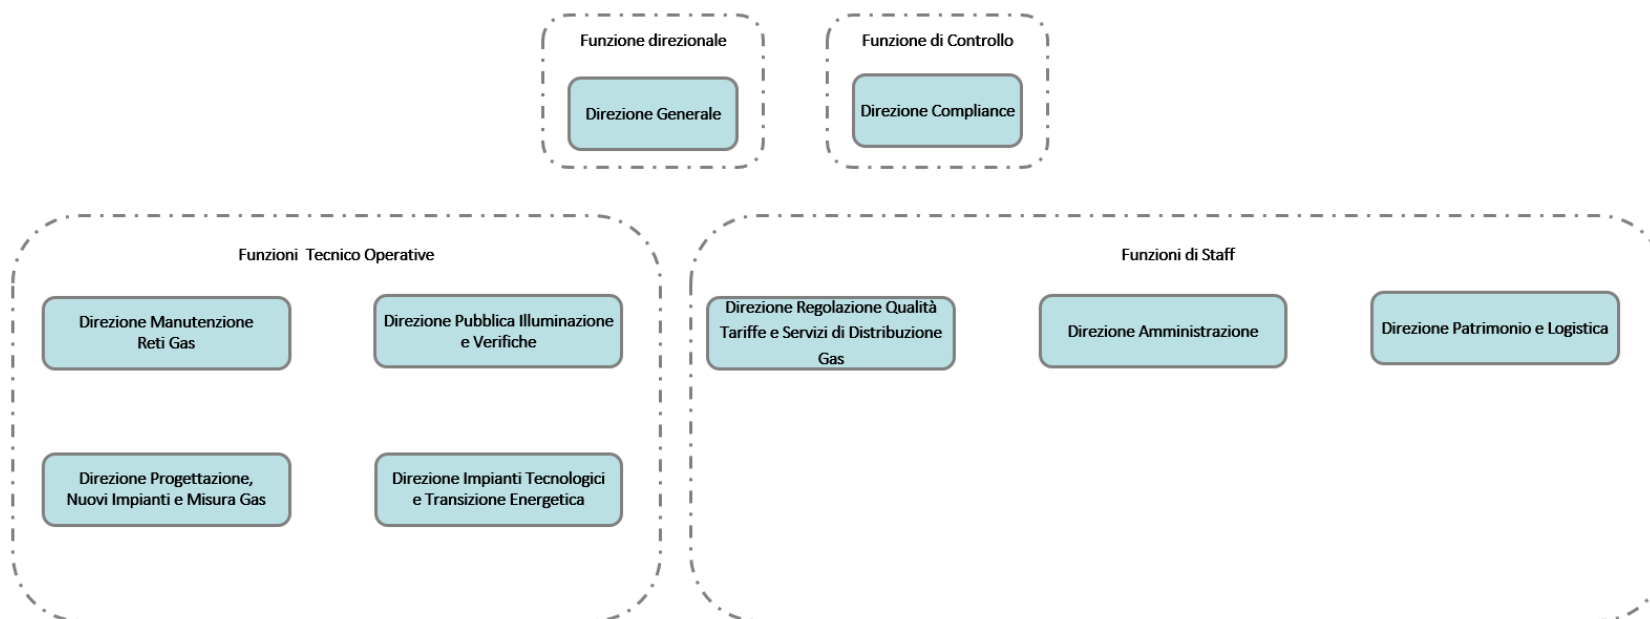 Funzione direzionale
Direzione Generale
Funzione di Controllo
Direzione Compliance
Funzioni Tecnico Operative
Direzione Manutenzione
Reti Gas
Direzione Pubblica Illuminazione
e Verifiche
Direzione Progettazione,
Nuovi Impianti e Misura Gas
Direzione Impianti Tecnologici
e Transizione Energetica
Funzioni di Staff
Direzione Regolazione Qualità
Tariffe e Servizi di Distribuzione
Gas
Direzione Amministrazione
Direzione Patrimonio e Logistica